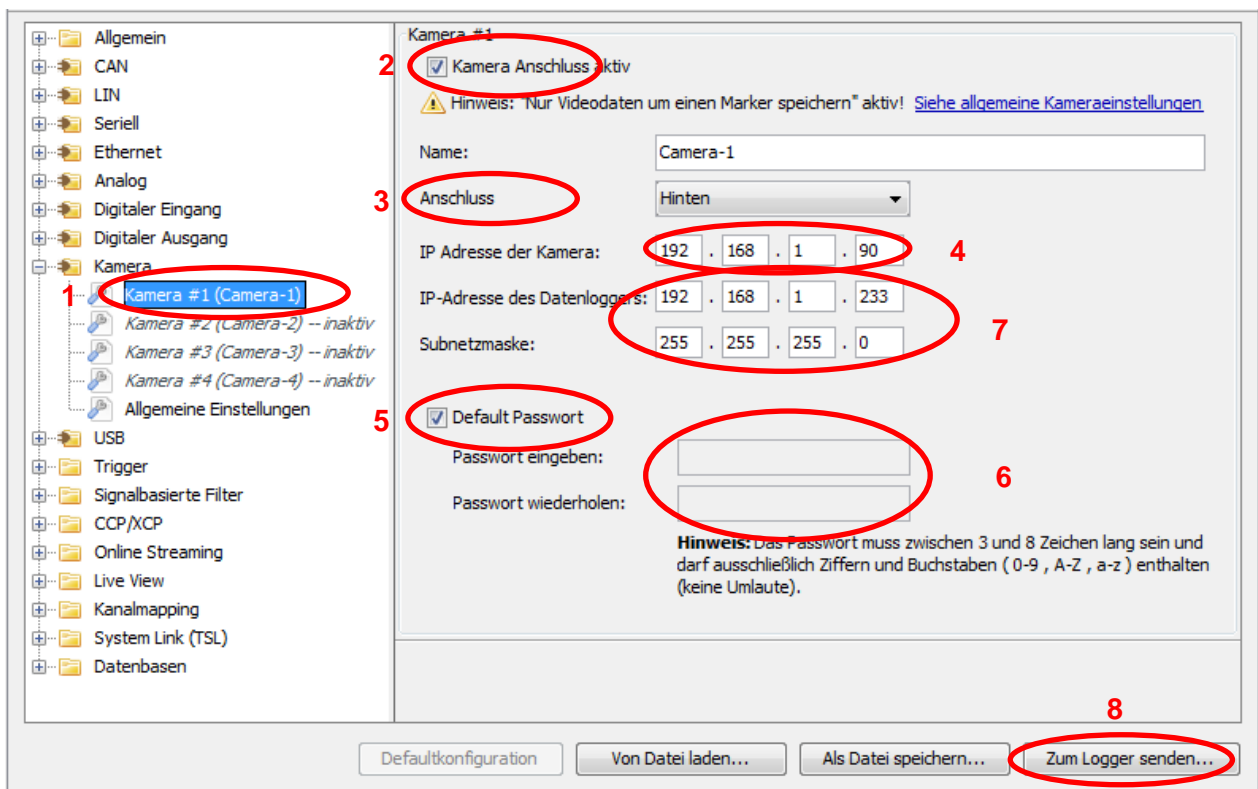 Allgemein
CAN
LIN
Seriell
Ethernet
Analog
Digitaler Eingang
Digitaler Ausgang
Kamera
1 Kamera #1 (Camera-1)
Kamera #2 (Camera-2) -- inaktiv
Kamera #3 (Camera-3) -- inaktiv
Kamera #4 (Camera-4) -- inaktiv
Allgemeine Einstellungen
USB
Trigger
Signalbasierte Filter
CCP/XCP
Online Streaming
Live View
Kanalmapping
System Link (TSL)
Datenbasen
Kamera #1
2 Kamera Anschluss aktiv
Hinweis: "Nur Videodaten um einen Marker speichern" aktiv! Siehe allgemeine Kameraeinstellungen
Name: Camera-1
3 Anschluss Hinten
IP Adresse der Kamera: 192 . 168 . 1 . 90 4
IP-Adresse des Datenloggers: 192 . 168 . 1 . 233
7
Subnetzmaske: 255 . 255 . 255 . 0
5 Default Passwort
Passwort eingeben:
6
Passwort wiederholen:
Hinweis: Das Passwort muss zwischen 3 und 8 Zeichen lang sein und
darf ausschließlich Ziffern und Buchstaben ( 0-9 , A-Z , a-z ) enthalten
(keine Umlaute).
8
Defaultkonfiguration Von Datei laden... Als Datei speichern... Zum Logger senden...